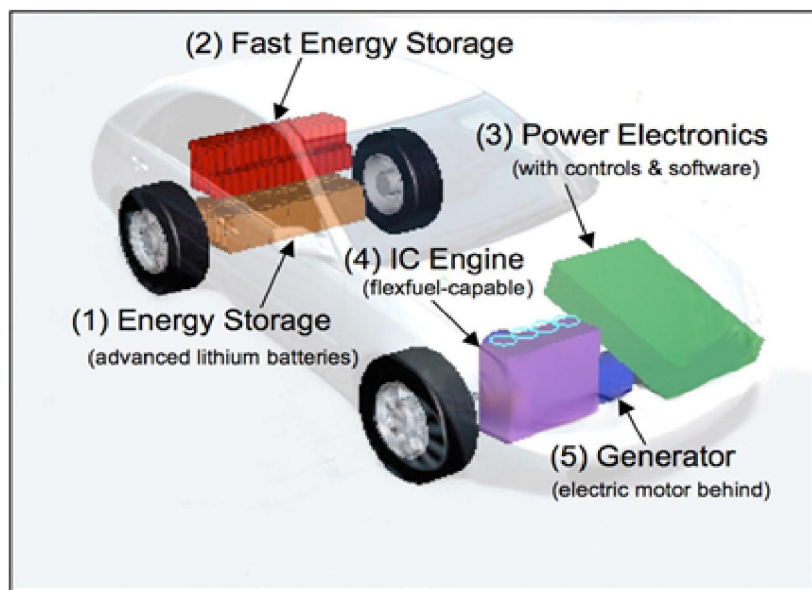 (2) Fast Energy Storage
(3) Power Electronics
(with controls & software)
(4) IC Engine
(flexfuel-capable)
(1) Energy Storage
(advanced lithium batteries)
(5) Generator
(electric motor behind)